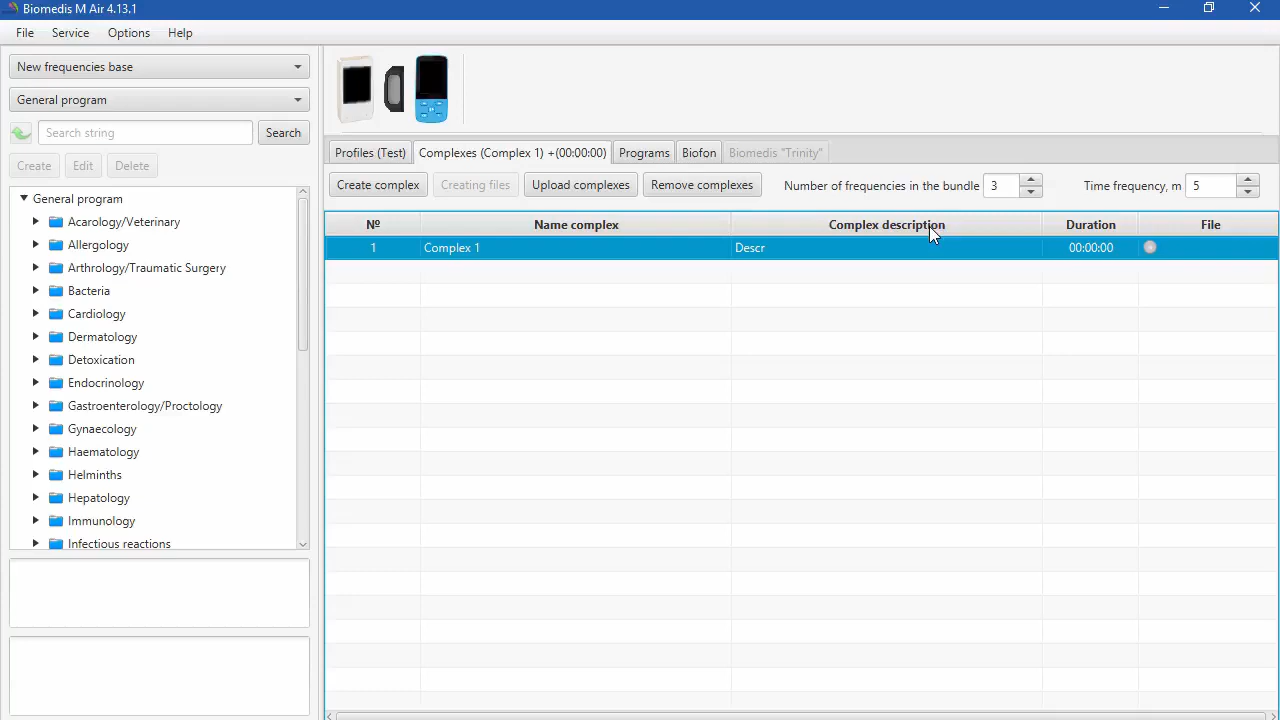 Biomedis M Air 4.13.1
File Service Options Help
New frequencies base
General program
Search string Search
Create Edit Delete
General program
Acarology/Veterinary
Allergology
Arthrology/Traumatic Surgery
Bacteria
Cardiology
Dermatology
Detoxication
Endocrinology
Gastroenterology/Proctology
Gynaecology
Haematology
Helminths
Hepatology
Immunology
Infectious reactions
Profiles (Test) Complexes (Complex 1) +(00:00:00) Programs Biofon Biomedis "Trinity"
Create complex Creating files Upload complexes Remove complexes Number of frequencies in the bundle 3 Time frequency, m 5
№ Name complex Complex description Duration File
1 Complex 1 Descr 00:00:00